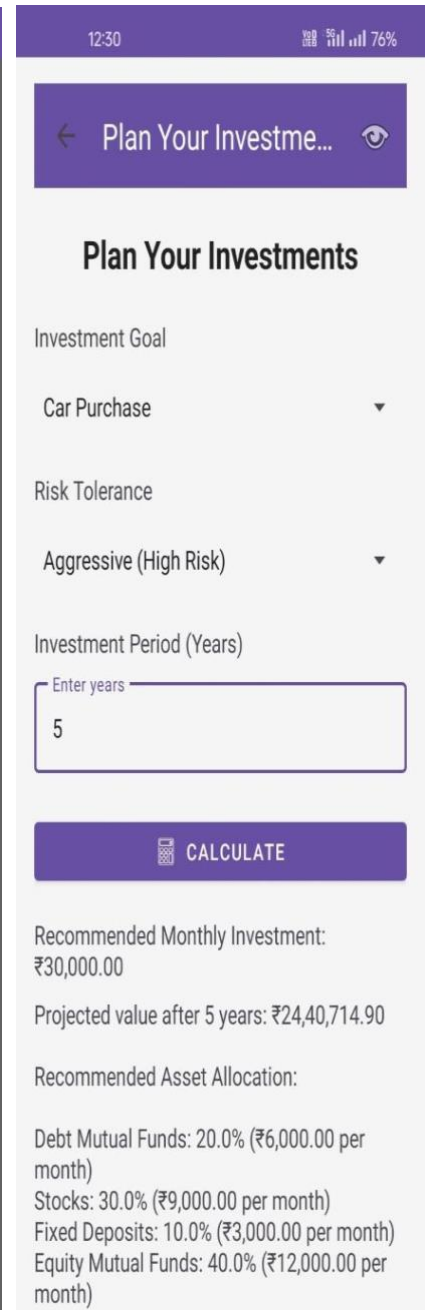 12:30 Vo)) LTE2 5G 76%
Plan Your Investme...
Plan Your Investments
Investment Goal
Car Purchase
Risk Tolerance
Aggressive (High Risk)
Investment Period (Years)
Enter years
5
CALCULATE
Recommended Monthly Investment:
₹30,000.00
Projected value after 5 years: ₹24,40,714.90
Recommended Asset Allocation:
Debt Mutual Funds: 20.0% (₹6,000.00 per
month)
Stocks: 30.0% (₹9,000.00 per month)
Fixed Deposits: 10.0% (₹3,000.00 per month)
Equity Mutual Funds: 40.0% (₹12,000.00 per
month)